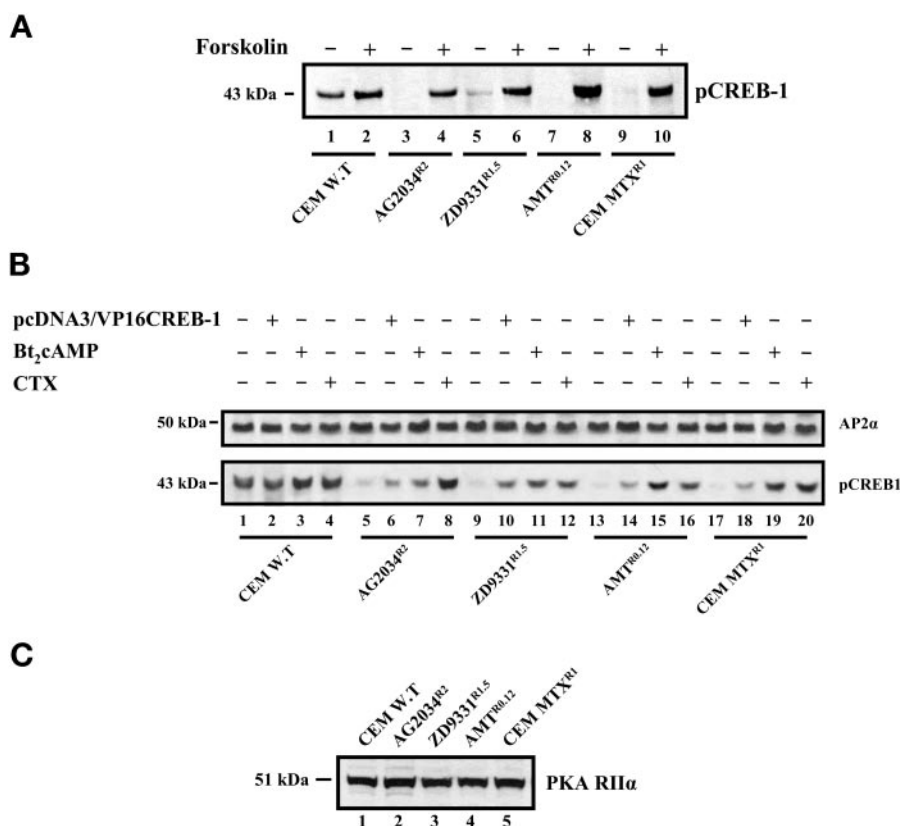 A
Forskolin − + − + − + − + − +
43 kDa
pCREB-1
1 2 3 4 5 6 7 8 9 10
CEM W.T AG2034R2 ZD9331R1.5 AMTR0.12 CEM MTXR1
B
pcDNA3/VP16CREB-1 − + − − − + − − − + − − − + − − − + − −
Bt₂cAMP − − + − − − + − − − + − − − + − − − + −
CTX − − − + − − − + − − − + − − − + − − − +
50 kDa
AP2α
43 kDa
pCREB1
1 2 3 4 5 6 7 8 9 10 11 12 13 14 15 16 17 18 19 20
CEM W.T AG2034R2 ZD9331R1.5 AMTR0.12 CEM MTXR1
C
CEM W.T AG2034R2 ZD9331R1.5 AMTR0.12 CEM MTXR1
51 kDa
PKA RIIα
1 2 3 4 5